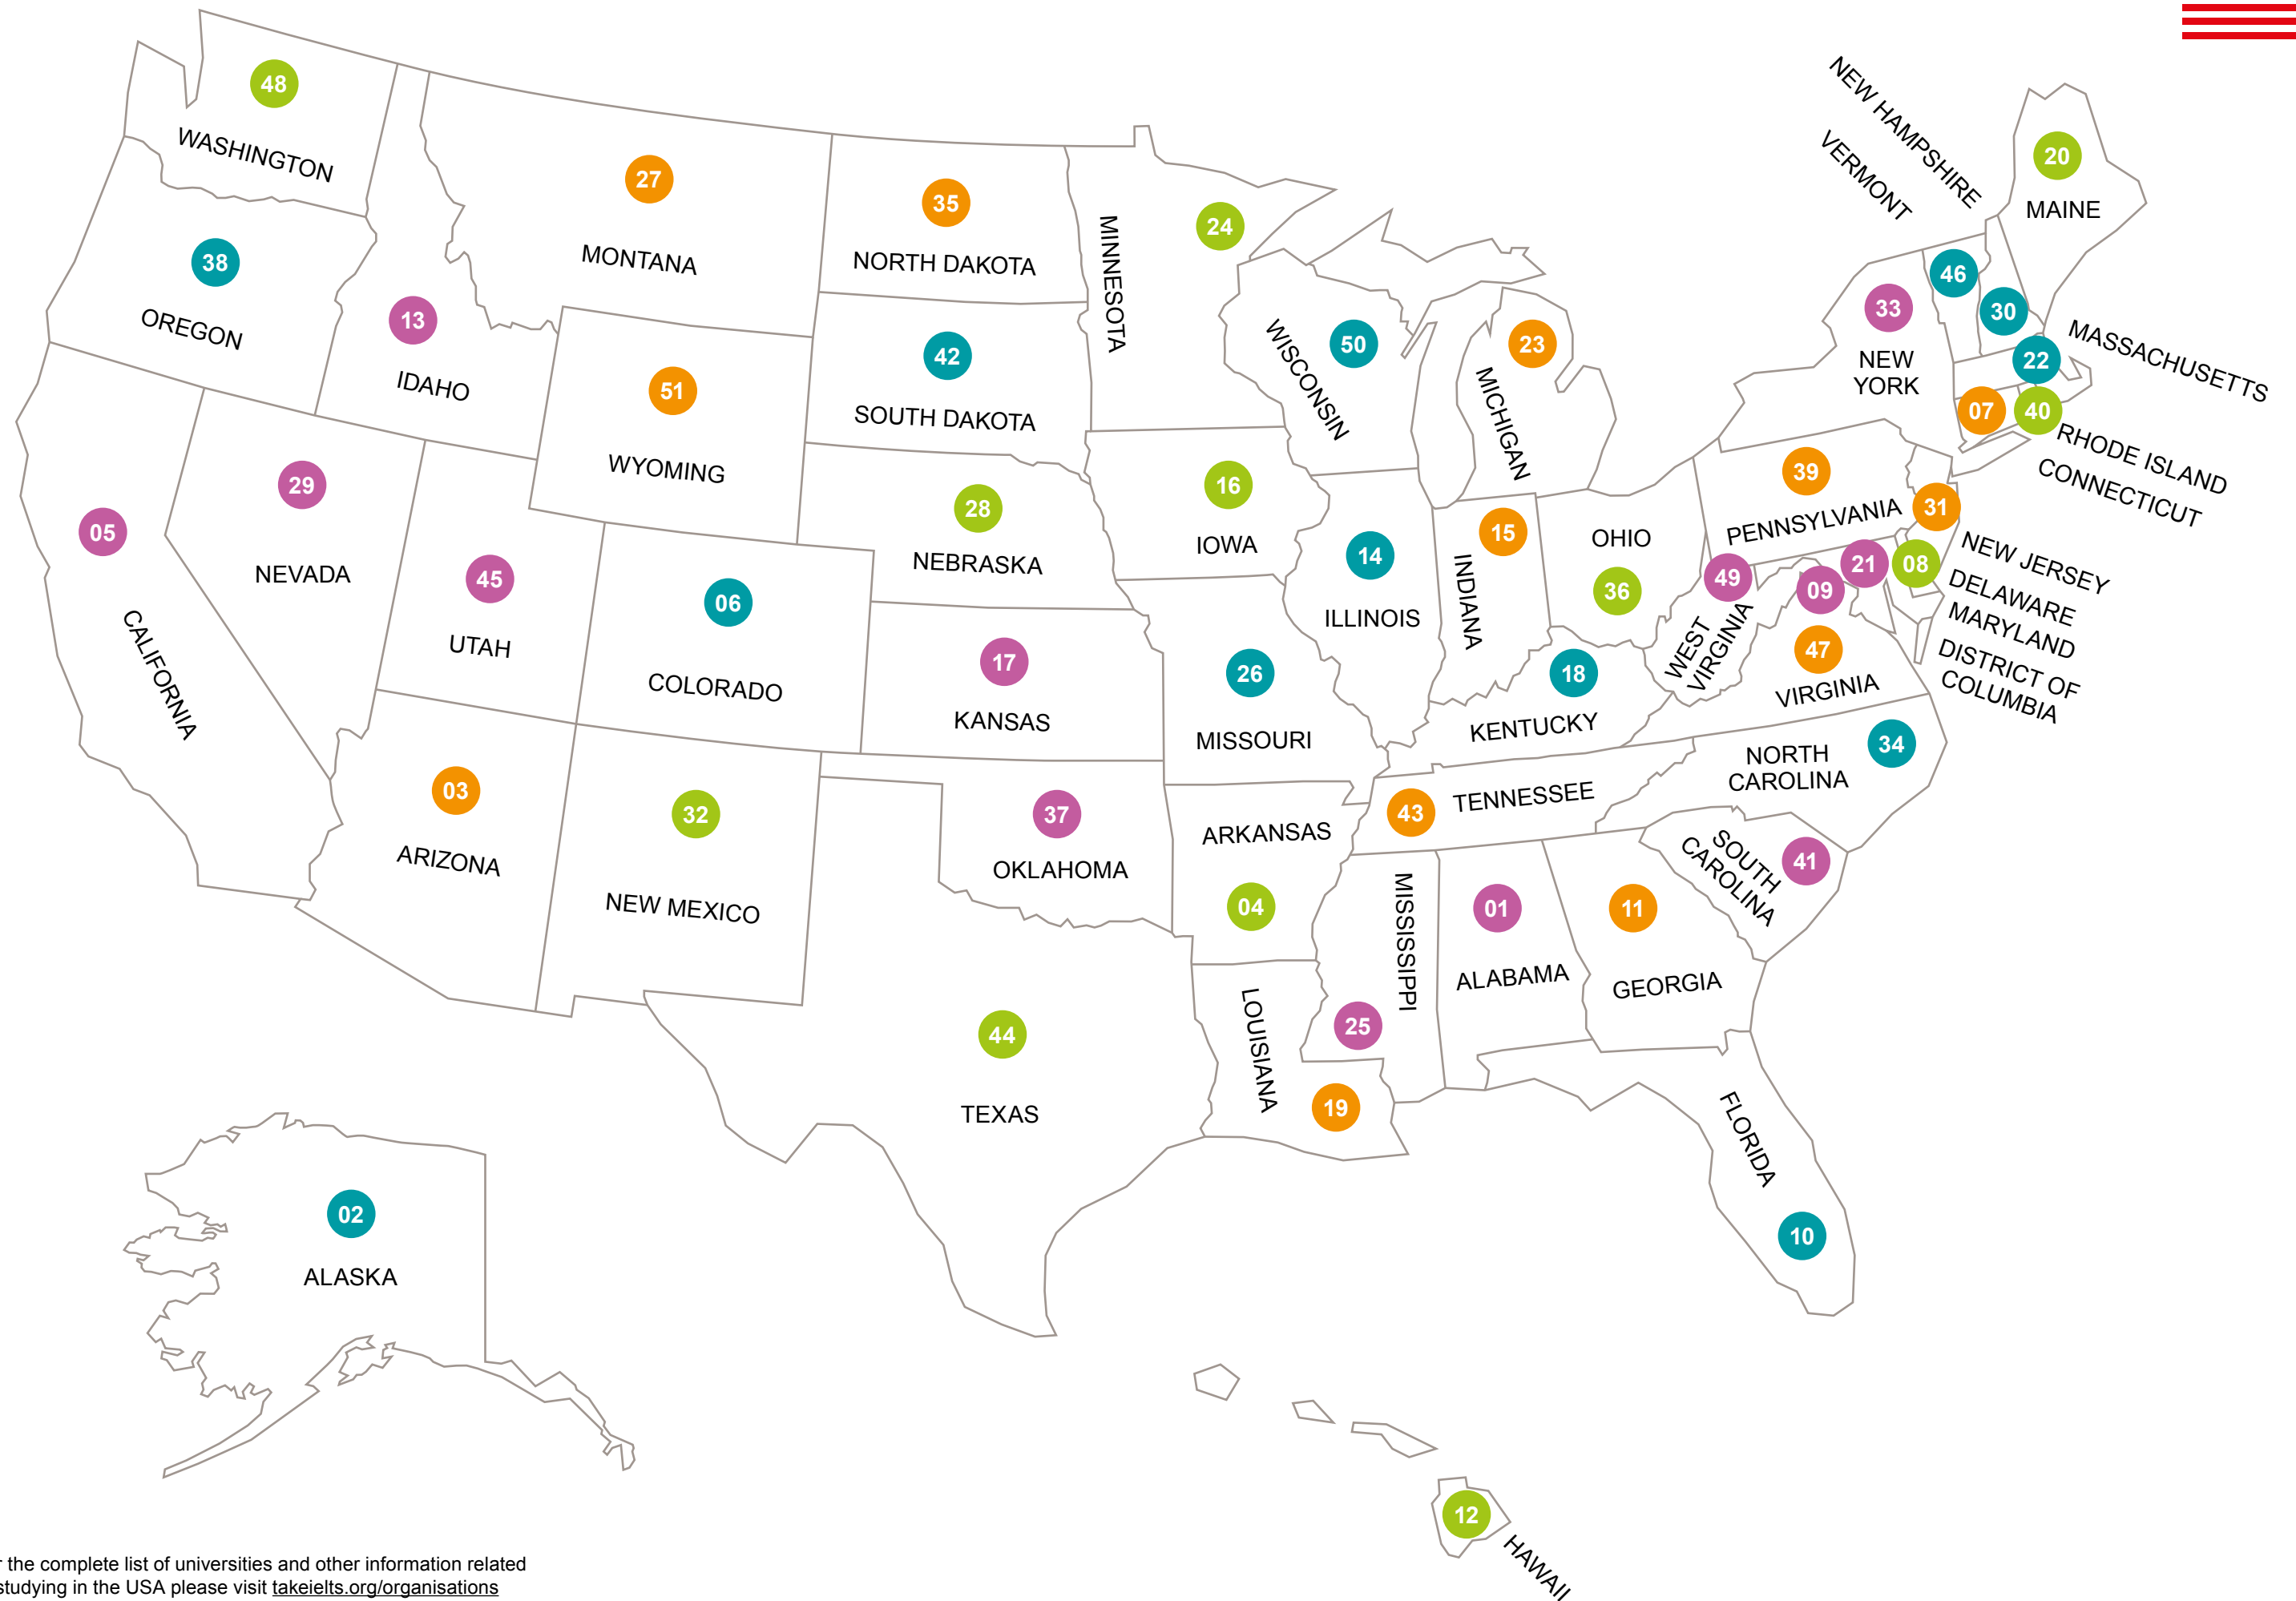 48
WASHINGTON
38
OREGON
13
IDAHO
27
MONTANA
35
NORTH DAKOTA
24
MINNESOTA
42
SOUTH DAKOTA
51
WYOMING
50
WISCONSIN
23
MICHIGAN
NEW HAMPSHIRE
VERMONT
20
MAINE
46
30
33
NEW
YORK
22
MASSACHUSETTS
07
40
RHODE ISLAND
CONNECTICUT
39
PENNSYLVANIA
31
NEW JERSEY
08
DELAWARE
21
MARYLAND
09
DISTRICT OF
COLUMBIA
05
CALIFORNIA
29
NEVADA
45
UTAH
06
COLORADO
28
NEBRASKA
17
KANSAS
16
IOWA
26
MISSOURI
14
ILLINOIS
15
INDIANA
OHIO
36
49
WEST
VIRGINIA
47
VIRGINIA
18
KENTUCKY
34
NORTH
CAROLINA
43
TENNESSEE
41
SOUTH
CAROLINA
03
ARIZONA
32
NEW MEXICO
37
OKLAHOMA
ARKANSAS
04
MISSISSIPPI
25
01
ALABAMA
11
GEORGIA
44
TEXAS
LOUISIANA
19
FLORIDA
10
02
ALASKA
12
HAWAII
r the complete list of universities and other information related
studying in the USA please visit takeielts.org/organisations